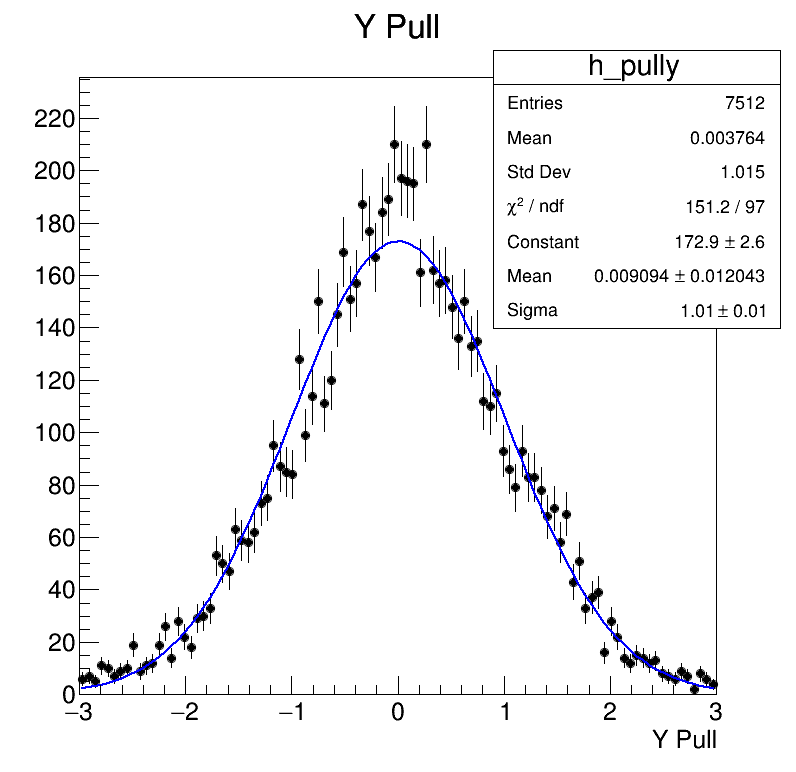 Y Pull
h_pully
Entries 7512
Mean 0.003764
Std Dev 1.015
χ² / ndf 151.2 / 97
Constant 172.9 ± 2.6
Mean 0.009094 ± 0.012043
Sigma 1.01 ± 0.01
220
200
180
160
140
120
100
80
60
40
20
0
−3 −2 −1 0 1 2 3
Y Pull